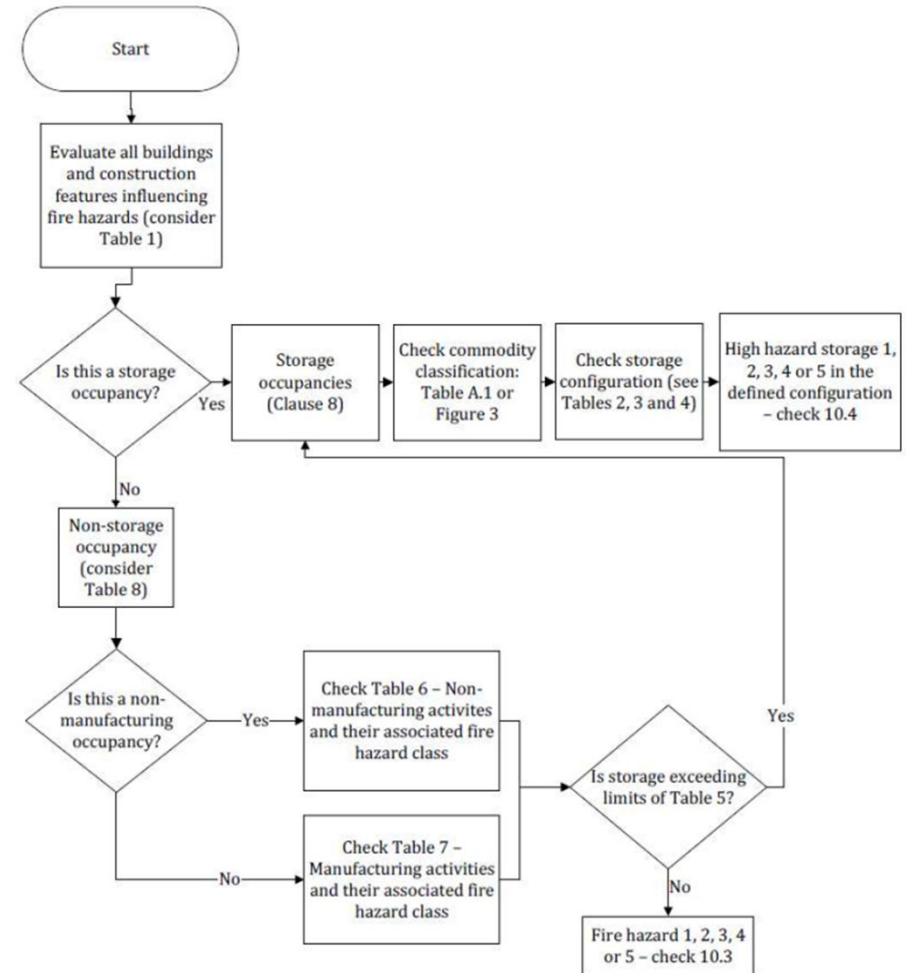 Start
Evaluate all buildings
and construction
features influencing
fire hazards (consider
Table 1)
Is this a storage
occupancy?
Yes
Storage
occupancies
(Clause 8)
Check commodity
classification:
Table A.1 or
Figure 3
Check storage
configuration (see
Tables 2, 3 and 4)
High hazard storage 1,
2, 3, 4 or 5 in the
defined configuration
– check 10.4
No
Non-storage
occupancy
(consider
Table 8)
Is this a non-
manufacturing
occupancy?
Yes
Check Table 6 – Non-
manufacturing activites
and their associated fire
hazard class
No
Check Table 7 –
Manufacturing activities
and their associated fire
hazard class
Is storage exceeding
limits of Table 5?
Yes
No
Fire hazard 1, 2, 3, 4
or 5 – check 10.3